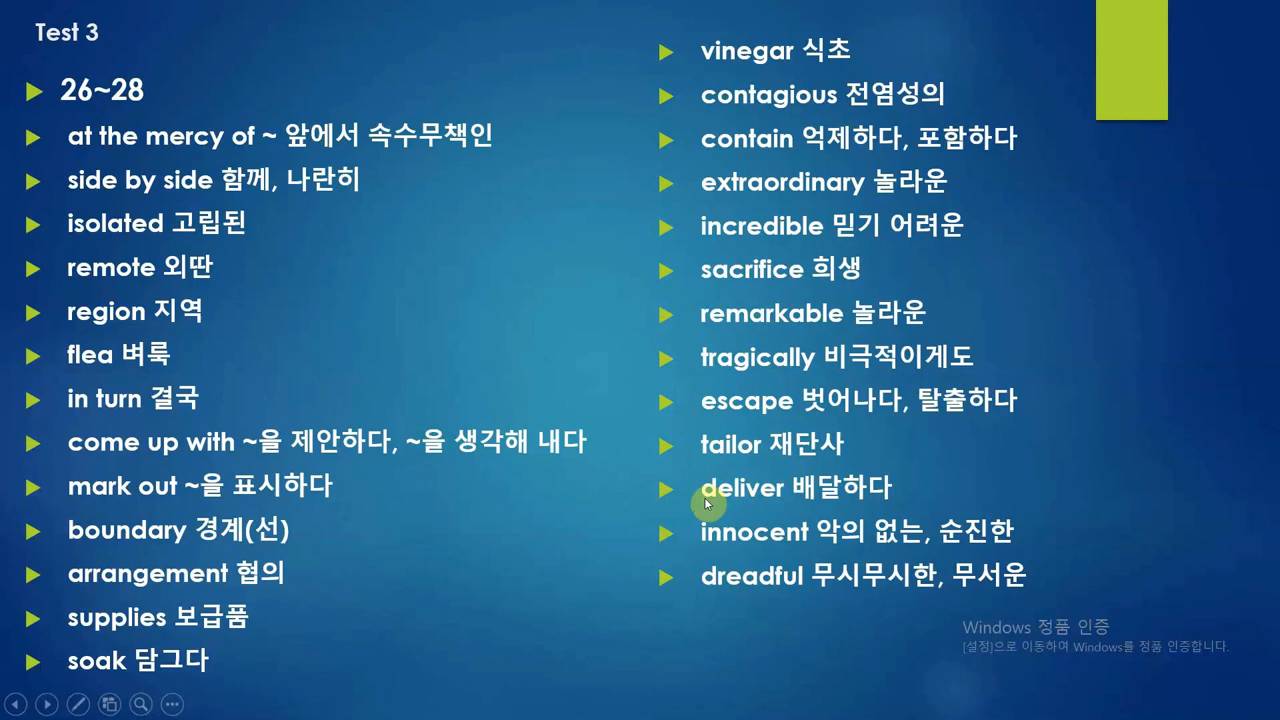 Test 3
26~28
at the mercy of ~ 앞에서 속수무책인
side by side 함께, 나란히
isolated 고립된
remote 외딴
region 지역
flea 벼룩
in turn 결국
come up with ~을 제안하다, ~을 생각해 내다
mark out ~을 표시하다
boundary 경계(선)
arrangement 협의
supplies 보급품
soak 담그다
vinegar 식초
contagious 전염성의
contain 억제하다, 포함하다
extraordinary 놀라운
incredible 믿기 어려운
sacrifice 희생
remarkable 놀라운
tragically 비극적이게도
escape 벗어나다, 탈출하다
tailor 재단사
deliver 배달하다
innocent 악의 없는, 순진한
dreadful 무시무시한, 무서운
Windows 정품 인증
[설정]으로 이동하여 Windows를 정품 인증합니다.